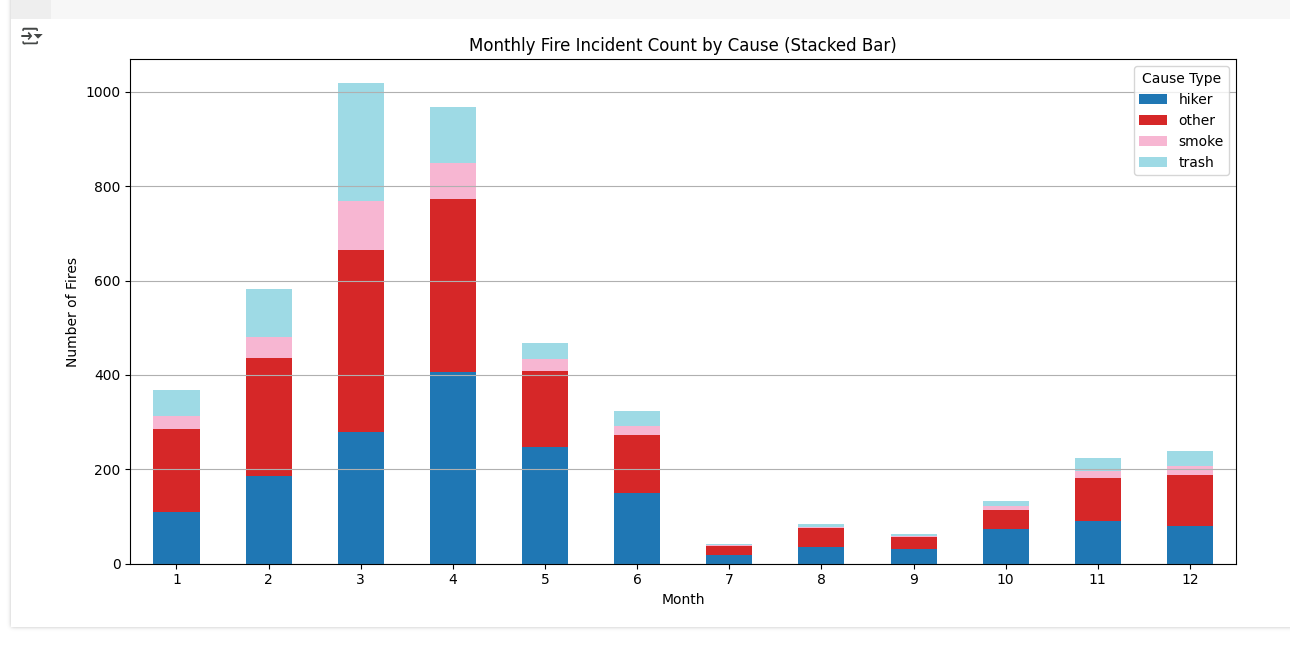 Monthly Fire Incident Count by Cause (Stacked Bar)
Cause Type
hiker
other
smoke
trash
1000
800
600
400
200
0
Number of Fires
1 2 3 4 5 6 7 8 9 10 11 12
Month